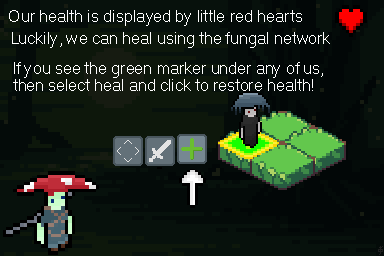 Our health is displayed by little red hearts
Luckily, we can heal using the fungal network
If you see the green marker under any of us,
then select heal and click to restore health!